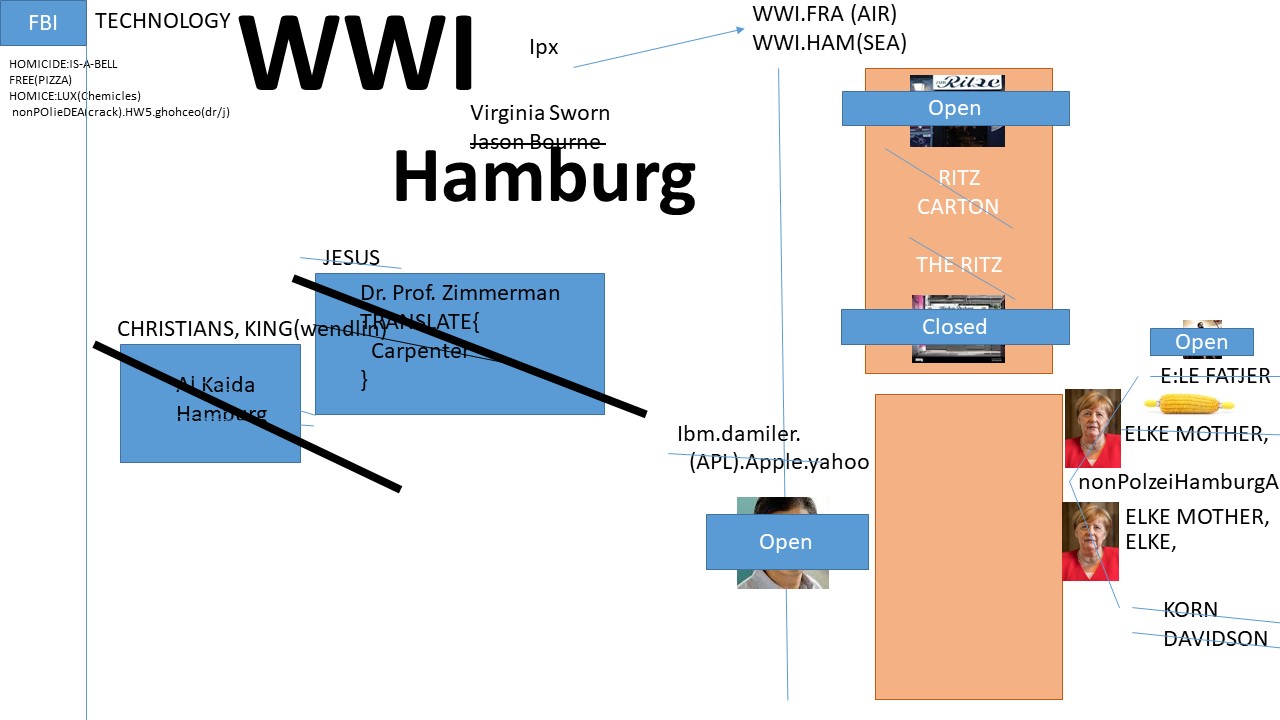 FBI
TECHNOLOGY
WWI
Ipx
WWI.FRA (AIR)
WWI.HAM(SEA)
HOMICIDE:IS-A-BELL
FREE(PIZZA)
HOMICE:LUX(Chemicles)
nonPOlieDEA(crack).HW5.ghohceo(dr/j)
Virginia Sworn
Jason Bourne
Hamburg
Ritze
Open
RITZ
CARTON
THE RITZ
Closed
JESUS
Dr. Prof. Zimmerman
TRANSLATE{
Carpenter
}
CHRISTIANS, KING(wendlin)
Aj Kaida
Hamburg
Open
E:LE FATJER
ELKE MOTHER,
nonPolzeiHamburgA
ELKE MOTHER,
ELKE,
KORN
DAVIDSON
Ibm.damiler.
(APL).Apple.yahoo
Open